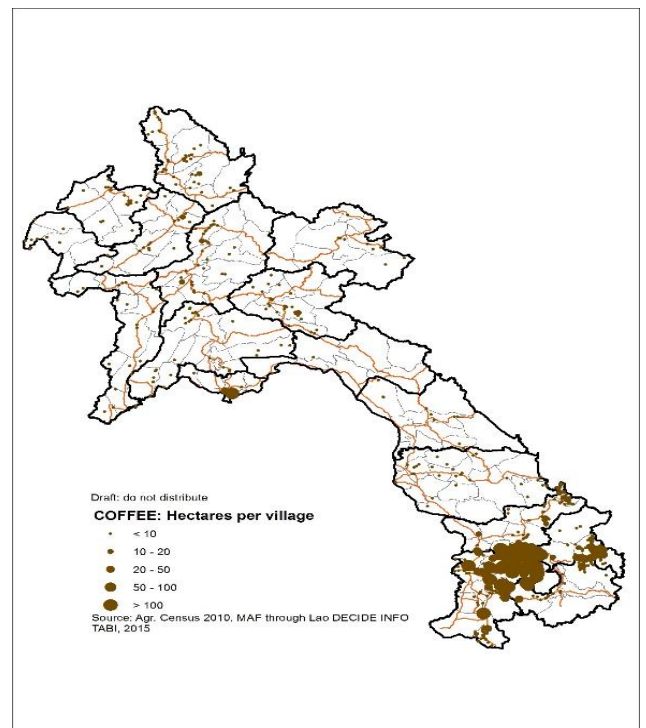 Draft: do not distribute
COFFEE: Hectares per village
< 10
10 - 20
20 - 50
50 - 100
> 100
Source: Agr. Census 2010, MAF through Lao DECIDE INFO
TABI, 2015